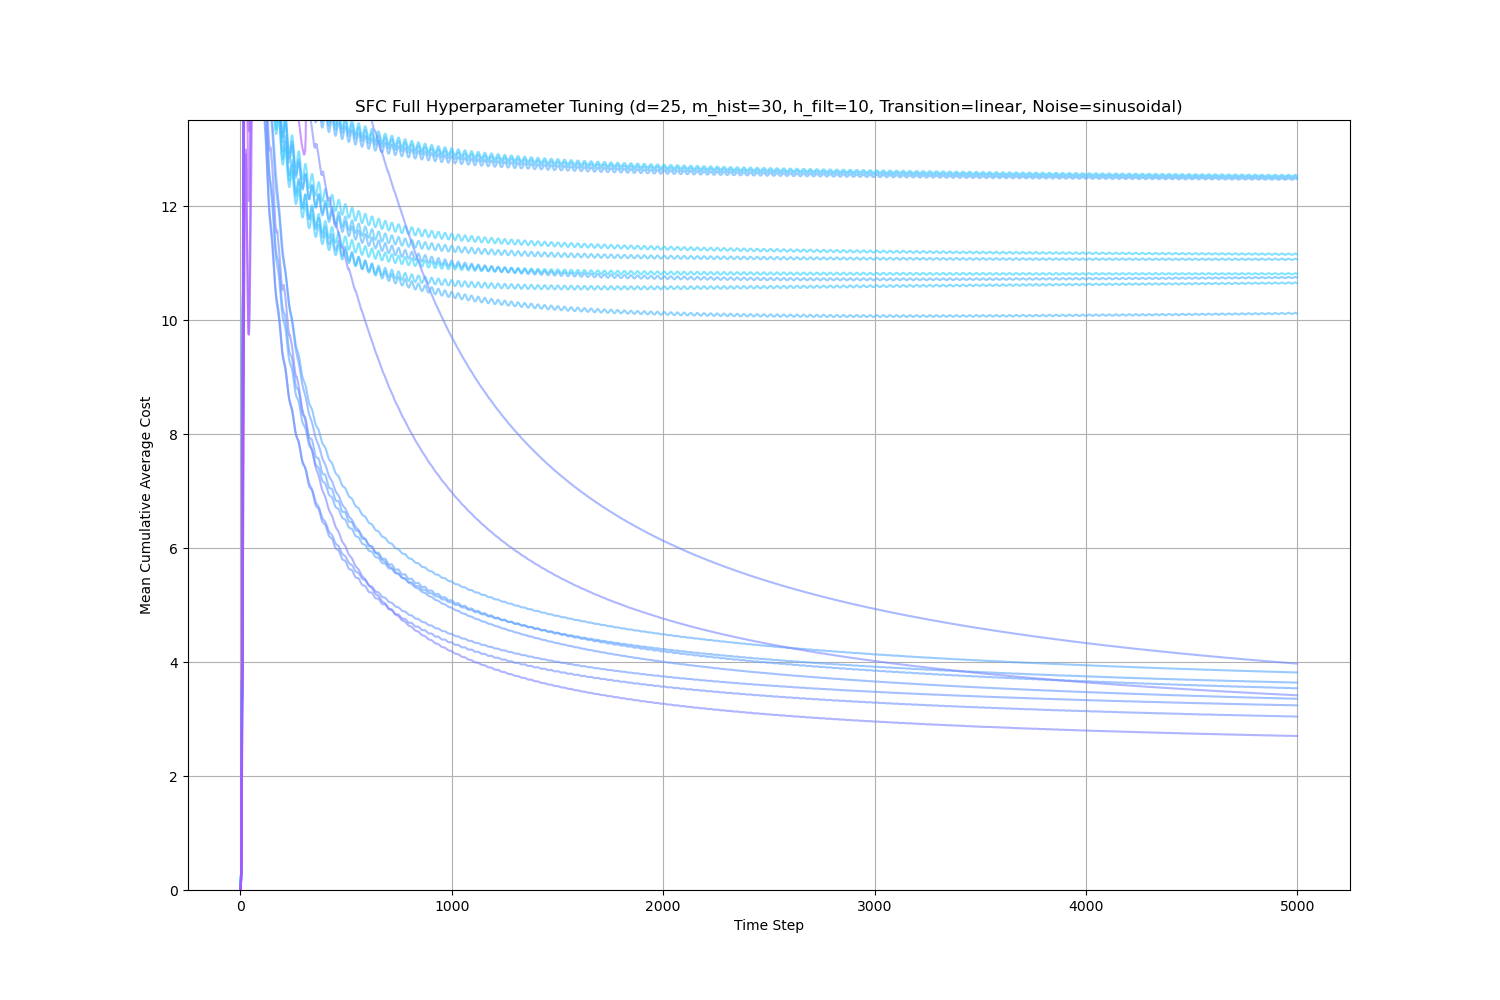 SFC Full Hyperparameter Tuning (d=25, m_hist=30, h_filt=10, Transition=linear, Noise=sinusoidal)
12
10
8
6
4
2
0
Mean Cumulative Average Cost
0 1000 2000 3000 4000 5000
Time Step